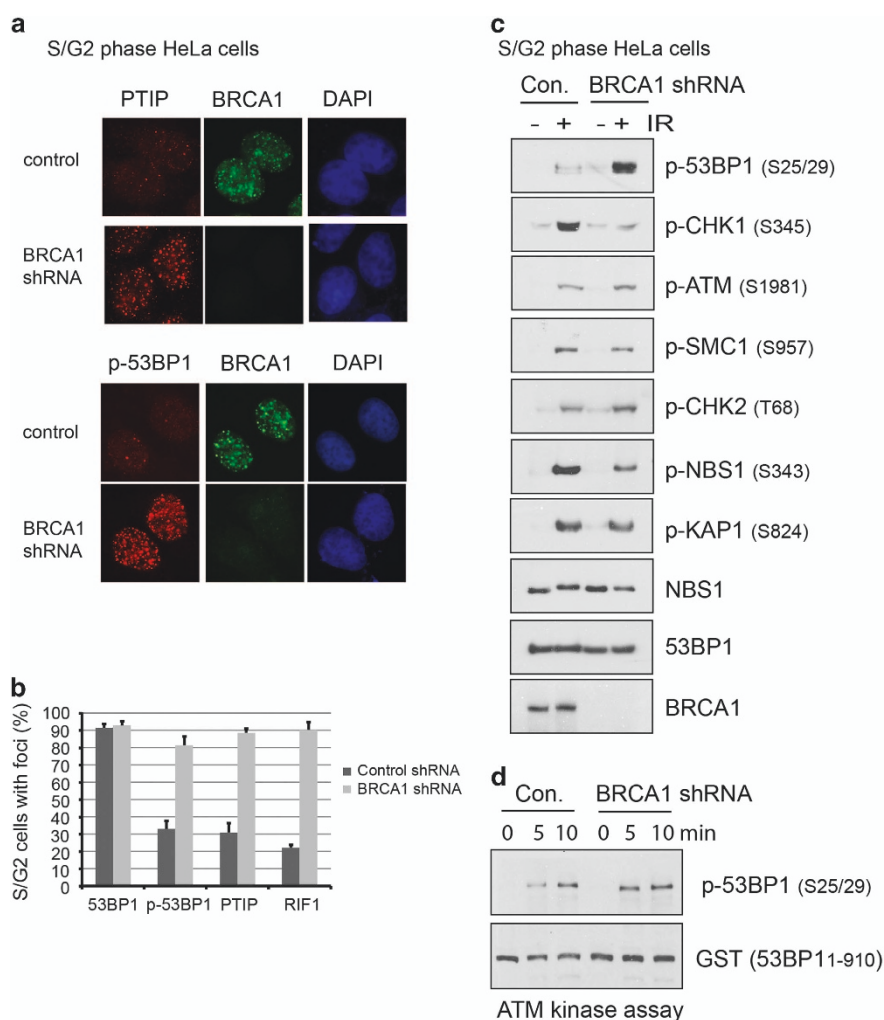 a
S/G2 phase HeLa cells
PTIP BRCA1 DAPI
control
BRCA1
shRNA
p-53BP1 BRCA1 DAPI
control
BRCA1
shRNA
b
S/G2 cells with foci (%)
100
90
80
70
60
50
40
30
20
10
0
53BP1 p-53BP1 PTIP RIF1
Control shRNA
BRCA1 shRNA
c
S/G2 phase HeLa cells
Con. BRCA1 shRNA
- + - + IR
p-53BP1 (S25/29)
p-CHK1 (S345)
p-ATM (S1981)
p-SMC1 (S957)
p-CHK2 (T68)
p-NBS1 (S343)
p-KAP1 (S824)
NBS1
53BP1
BRCA1
d
Con. BRCA1 shRNA
0 5 10 0 5 10 min
p-53BP1 (S25/29)
GST (53BP11-910)
ATM kinase assay